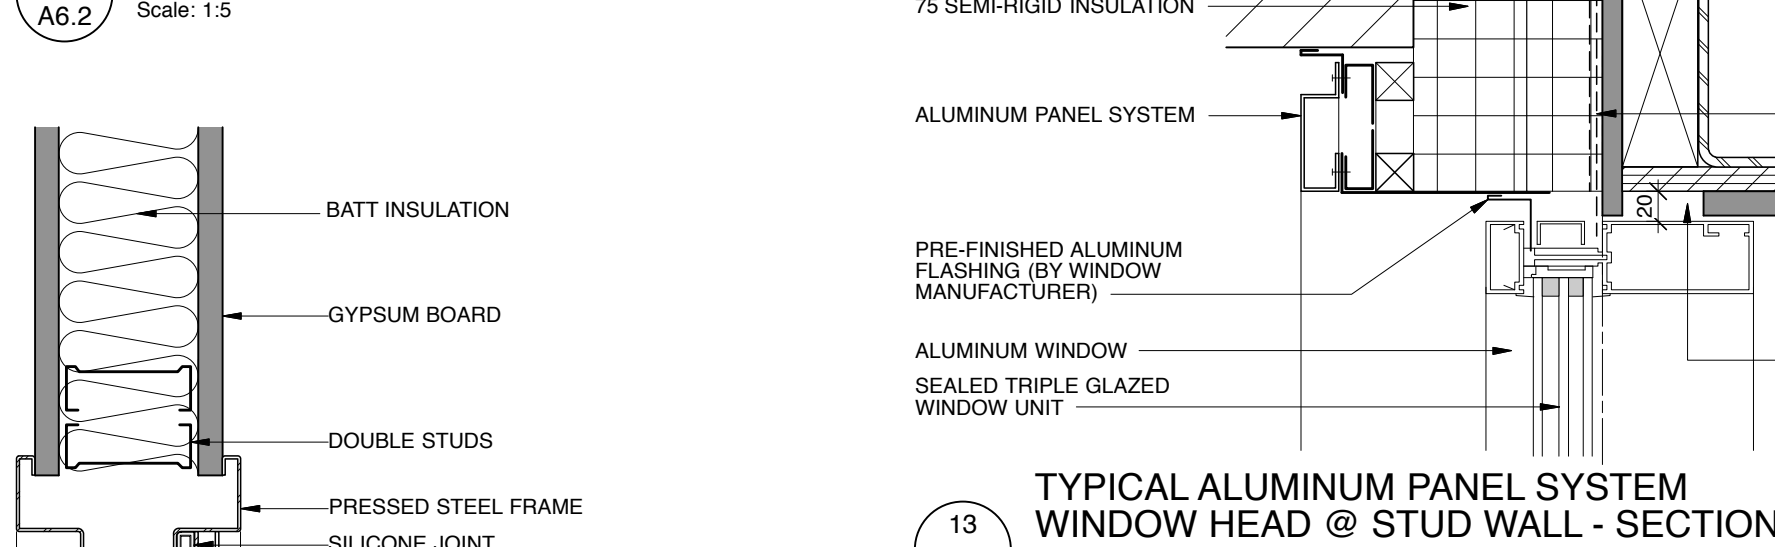 A6.2
Scale: 1:5
BATT INSULATION
GYPSUM BOARD
DOUBLE STUDS
PRESSED STEEL FRAME
SILICONE JOINT
75 SEMI-RIGID INSULATION
ALUMINUM PANEL SYSTEM
20
PRE-FINISHED ALUMINUM
FLASHING (BY WINDOW
MANUFACTURER)
ALUMINUM WINDOW
SEALED TRIPLE GLAZED
WINDOW UNIT
13
TYPICAL ALUMINUM PANEL SYSTEM
WINDOW HEAD @ STUD WALL - SECTION